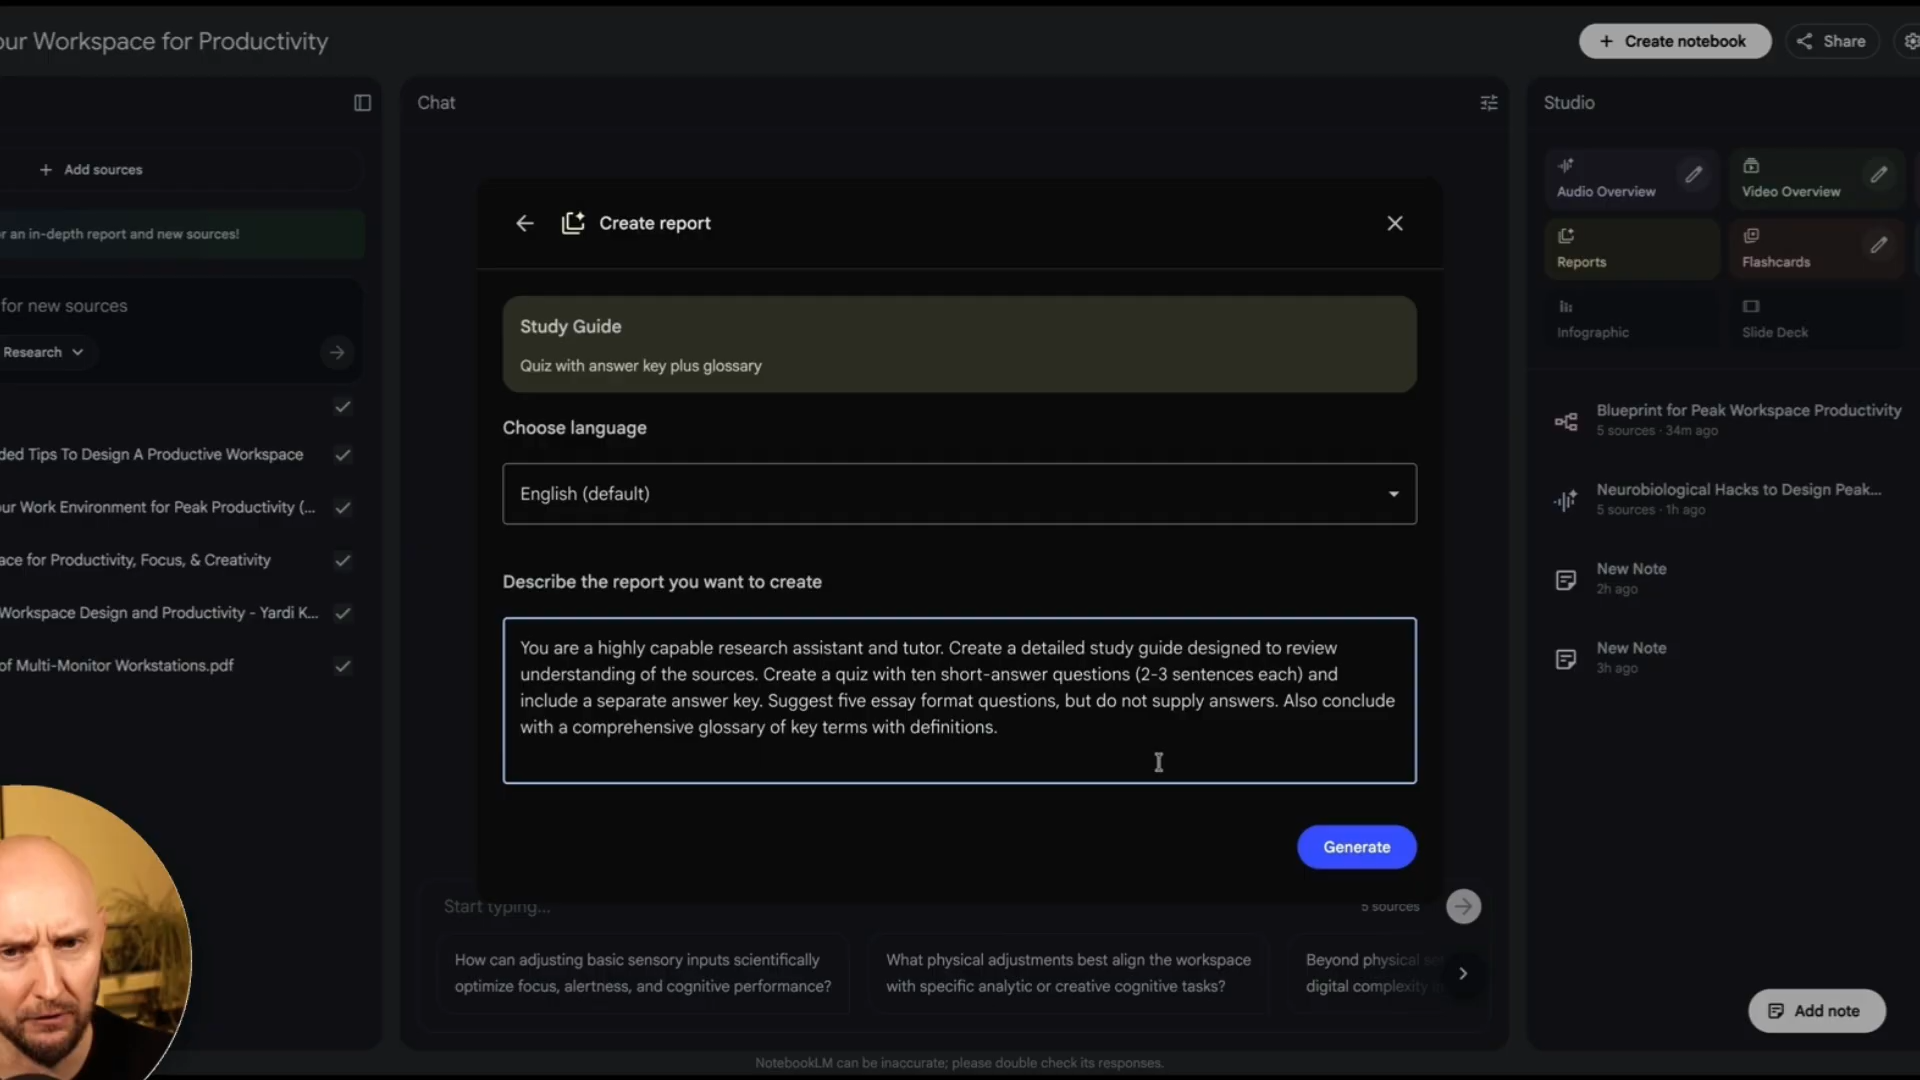 our Workspace for Productivity
Create notebook
Share
Add sources
or an in-depth report and new sources!
for new sources
Research
ded Tips To Design A Productive Workspace
our Work Environment for Peak Productivity (...
ace for Productivity, Focus, & Creativity
Workspace Design and Productivity - Yardi K...
of Multi-Monitor Workstations.pdf
Chat
Create report
Study Guide
Quiz with answer key plus glossary
Choose language
English (default)
Describe the report you want to create
You are a highly capable research assistant and tutor. Create a detailed study guide designed to review
understanding of the sources. Create a quiz with ten short-answer questions (2-3 sentences each) and
include a separate answer key. Suggest five essay format questions, but do not supply answers. Also conclude
with a comprehensive glossary of key terms with definitions.
Generate
Start typing...
5 sources
How can adjusting basic sensory inputs scientifically
optimize focus, alertness, and cognitive performance?
What physical adjustments best align the workspace
with specific analytic or creative cognitive tasks?
Beyond physical
digital complexity
NotebookLM can be inaccurate; please double check its responses.
Studio
Audio Overview
Video Overview
Reports
Flashcards
Infographic
Slide Deck
Blueprint for Peak Workspace Productivity
5 sources · 34m ago
Neurobiological Hacks to Design Peak...
5 sources · 1h ago
New Note
2h ago
New Note
3h ago
Add note